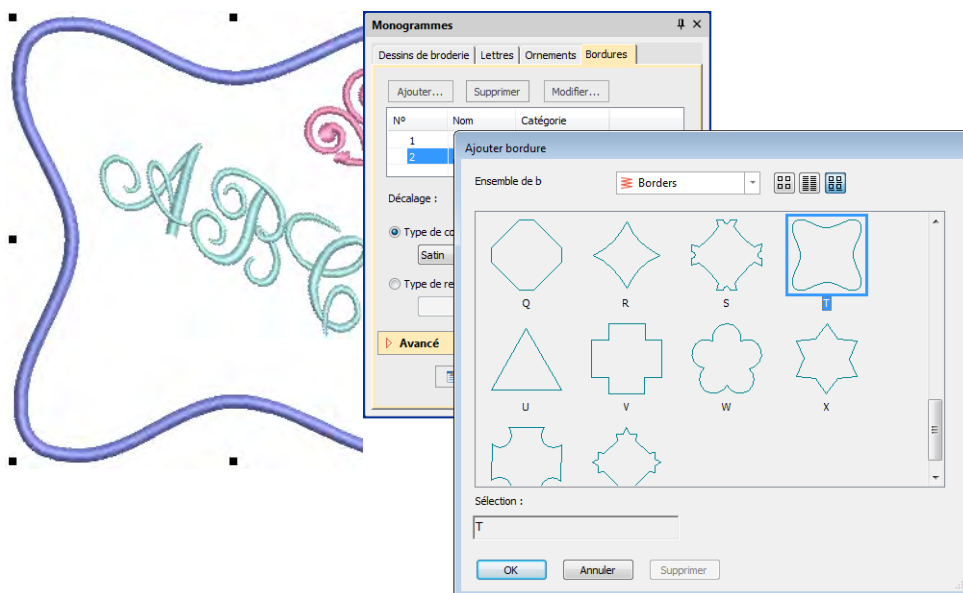 Monogrammes
Dessins de broderie Lettres Ornements Bordures
Ajouter... Supprimer Modifier...
Nº Nom Catégorie
1
2
Décalage :
Type de co
Satin
Type de re
Avancé
ABC
Ajouter bordure
Ensemble de b Borders
Q R S T
U V W X
Sélection :
T
OK Annuler Supprimer